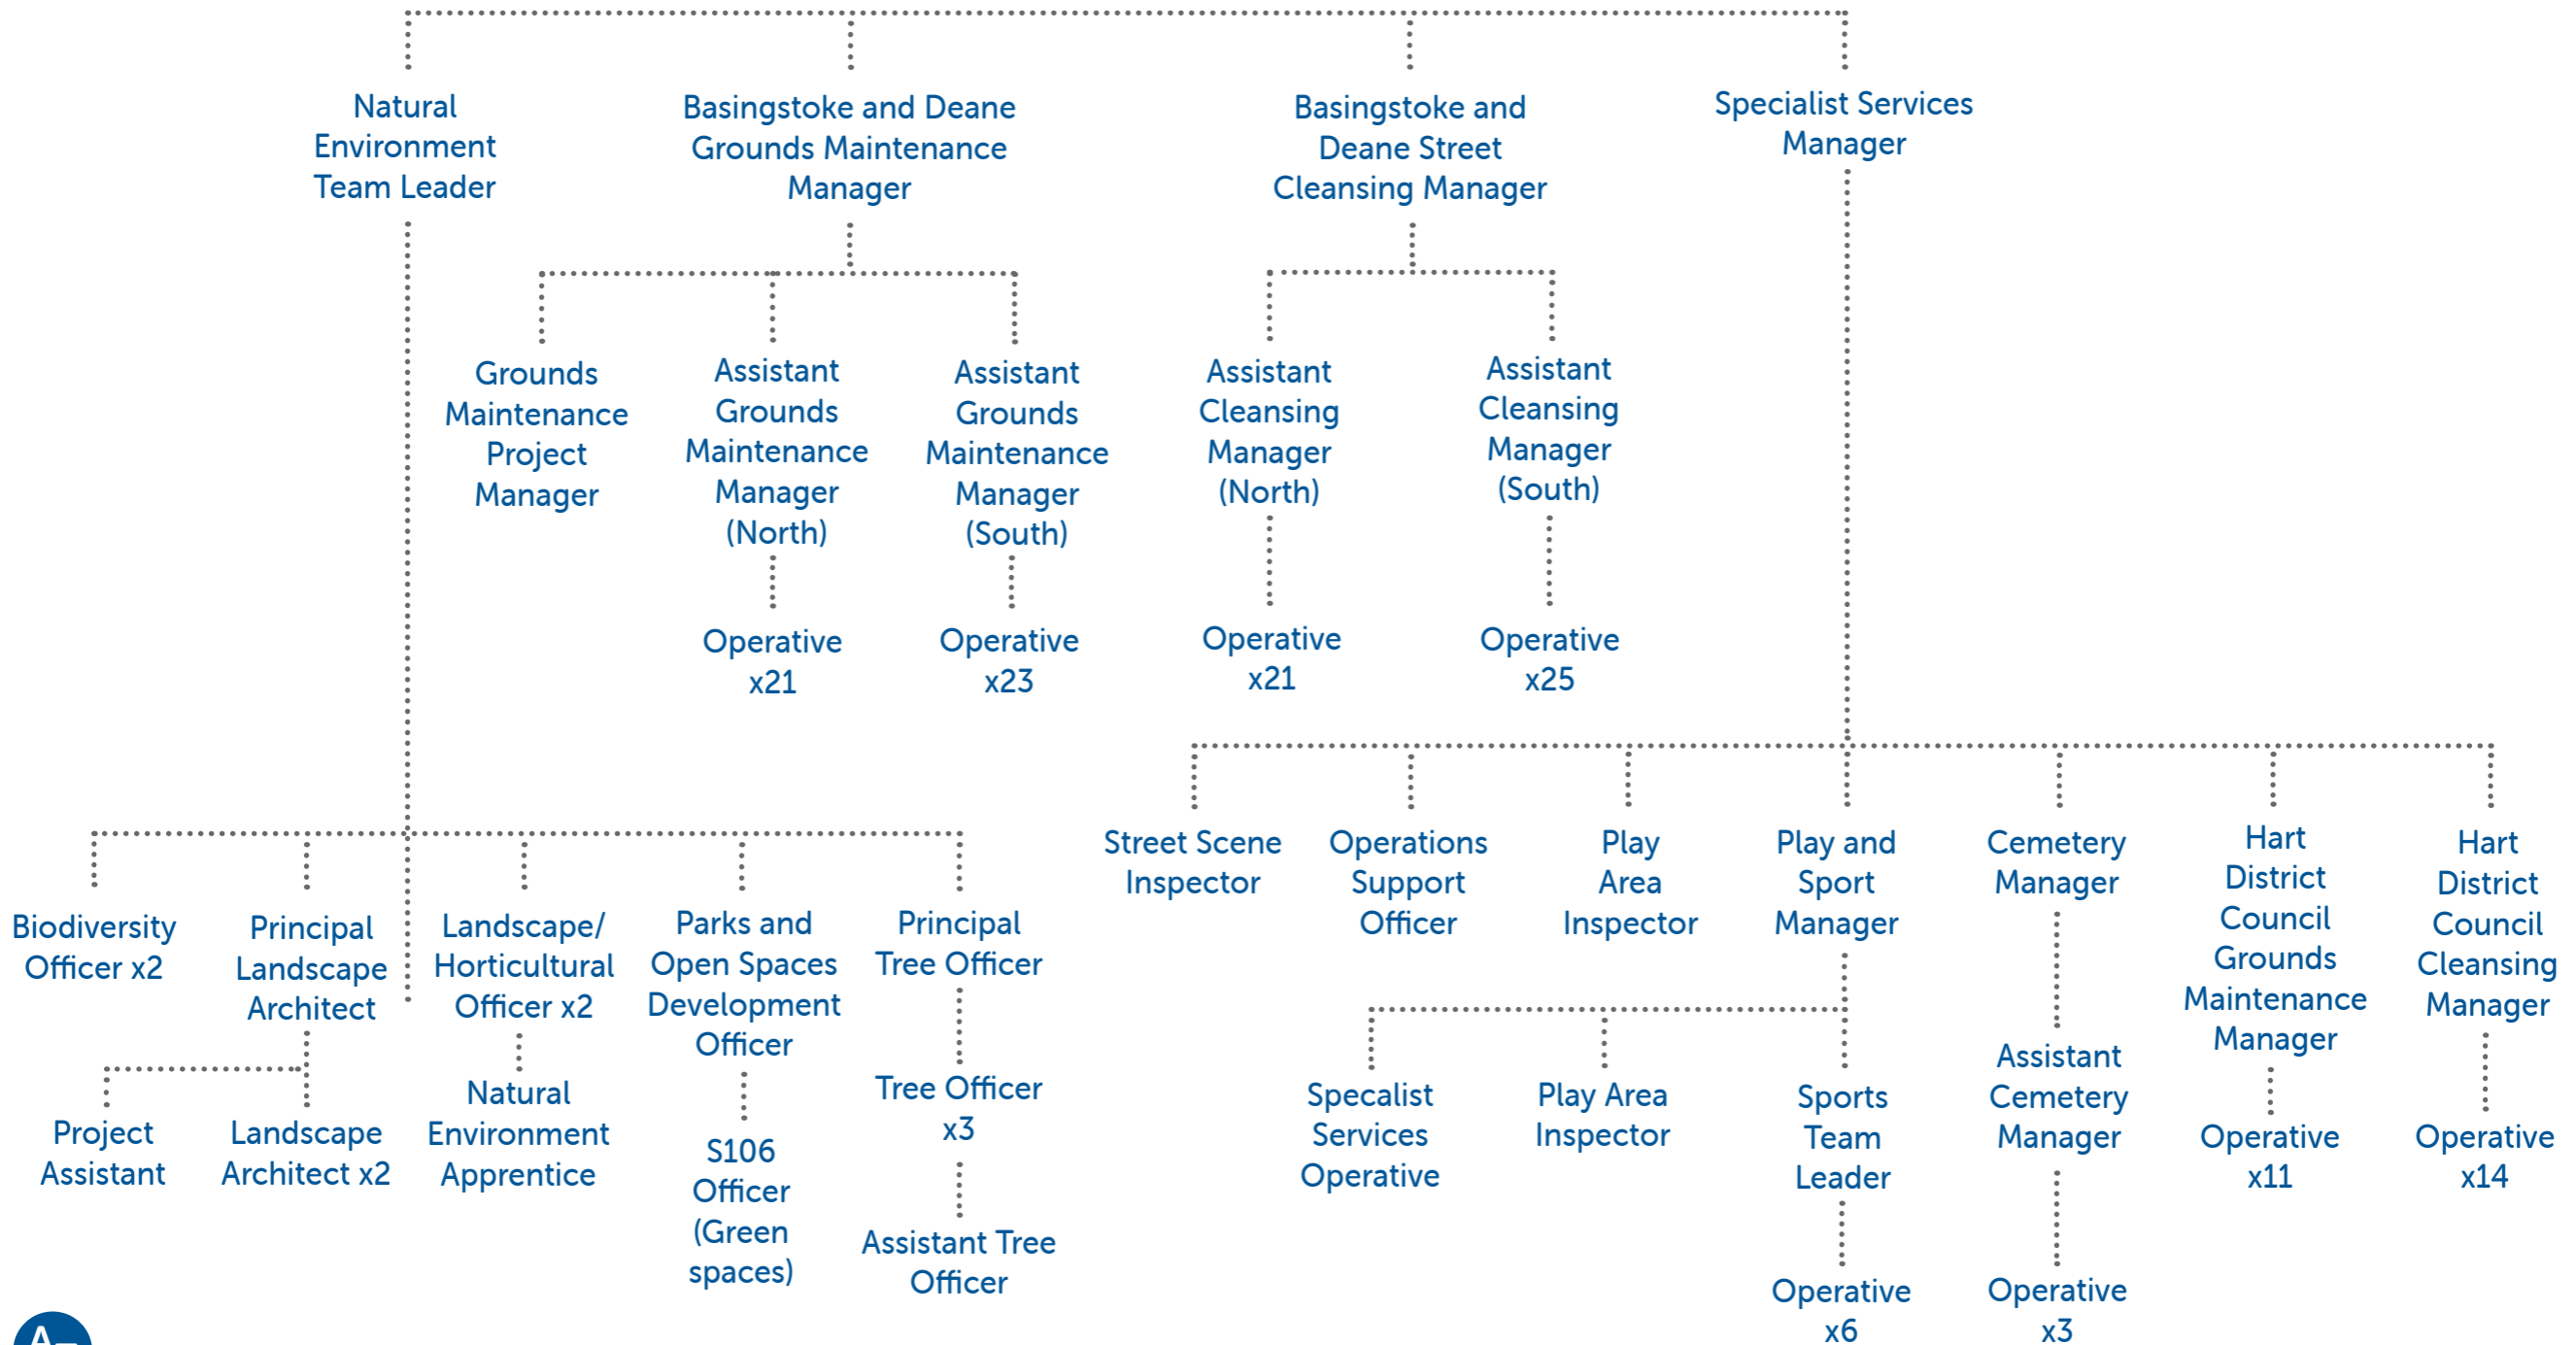 Natural
Environment
Team Leader
Basingstoke and Deane
Grounds Maintenance
Manager
Basingstoke and
Deane Street
Cleansing Manager
Specialist Services
Manager
Grounds
Maintenance
Project
Manager
Assistant
Grounds
Maintenance
Manager
(North)
Assistant
Grounds
Maintenance
Manager
(South)
Assistant
Cleansing
Manager
(North)
Assistant
Cleansing
Manager
(South)
Operative
x21
Operative
x23
Operative
x21
Operative
x25
Biodiversity
Officer x2
Principal
Landscape
Architect
Landscape/
Horticultural
Officer x2
Parks and
Open Spaces
Development
Officer
Principal
Tree Officer
Street Scene
Inspector
Operations
Support
Officer
Play
Area
Inspector
Play and
Sport
Manager
Cemetery
Manager
Hart
District
Council
Grounds
Maintenance
Manager
Hart
District
Council
Cleansing
Manager
Project
Assistant
Landscape
Architect x2
Natural
Environment
Apprentice
S106
Officer
(Green
spaces)
Tree Officer
x3
Assistant Tree
Officer
Specalist
Services
Operative
Play Area
Inspector
Sports
Team
Leader
Assistant
Cemetery
Manager
Operative
x11
Operative
x14
Operative
x6
Operative
x3
A